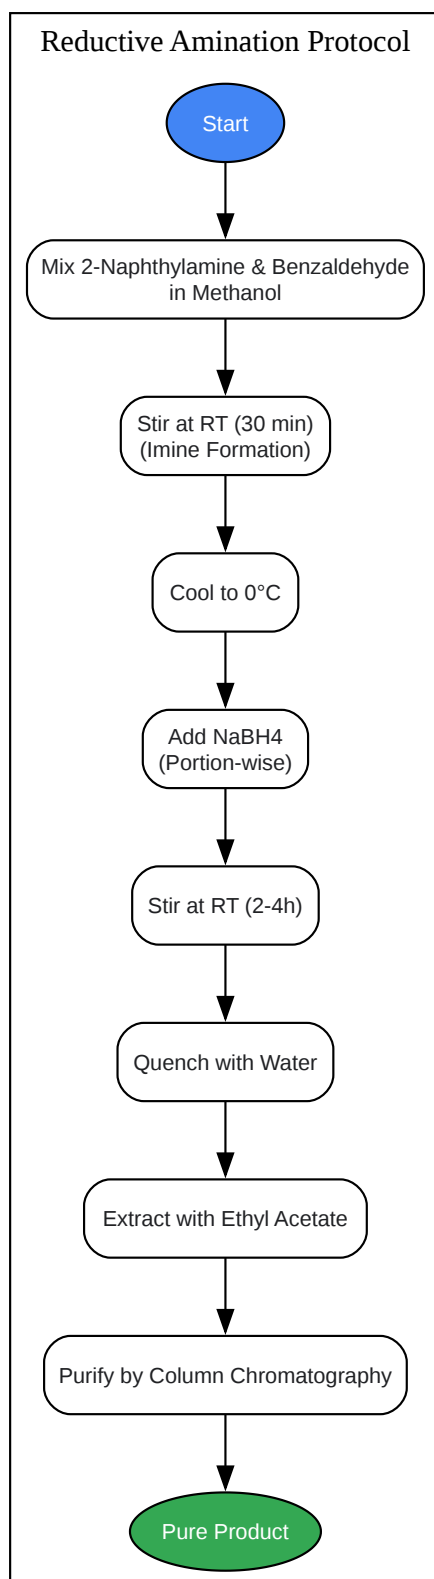 Reductive Amination Protocol
Start
Mix 2-Naphthylamine & Benzaldehyde
in Methanol
Stir at RT (30 min)
(Imine Formation)
Cool to 0°C
Add NaBH4
(Portion-wise)
Stir at RT (2-4h)
Quench with Water
Extract with Ethyl Acetate
Purify by Column Chromatography
Pure Product